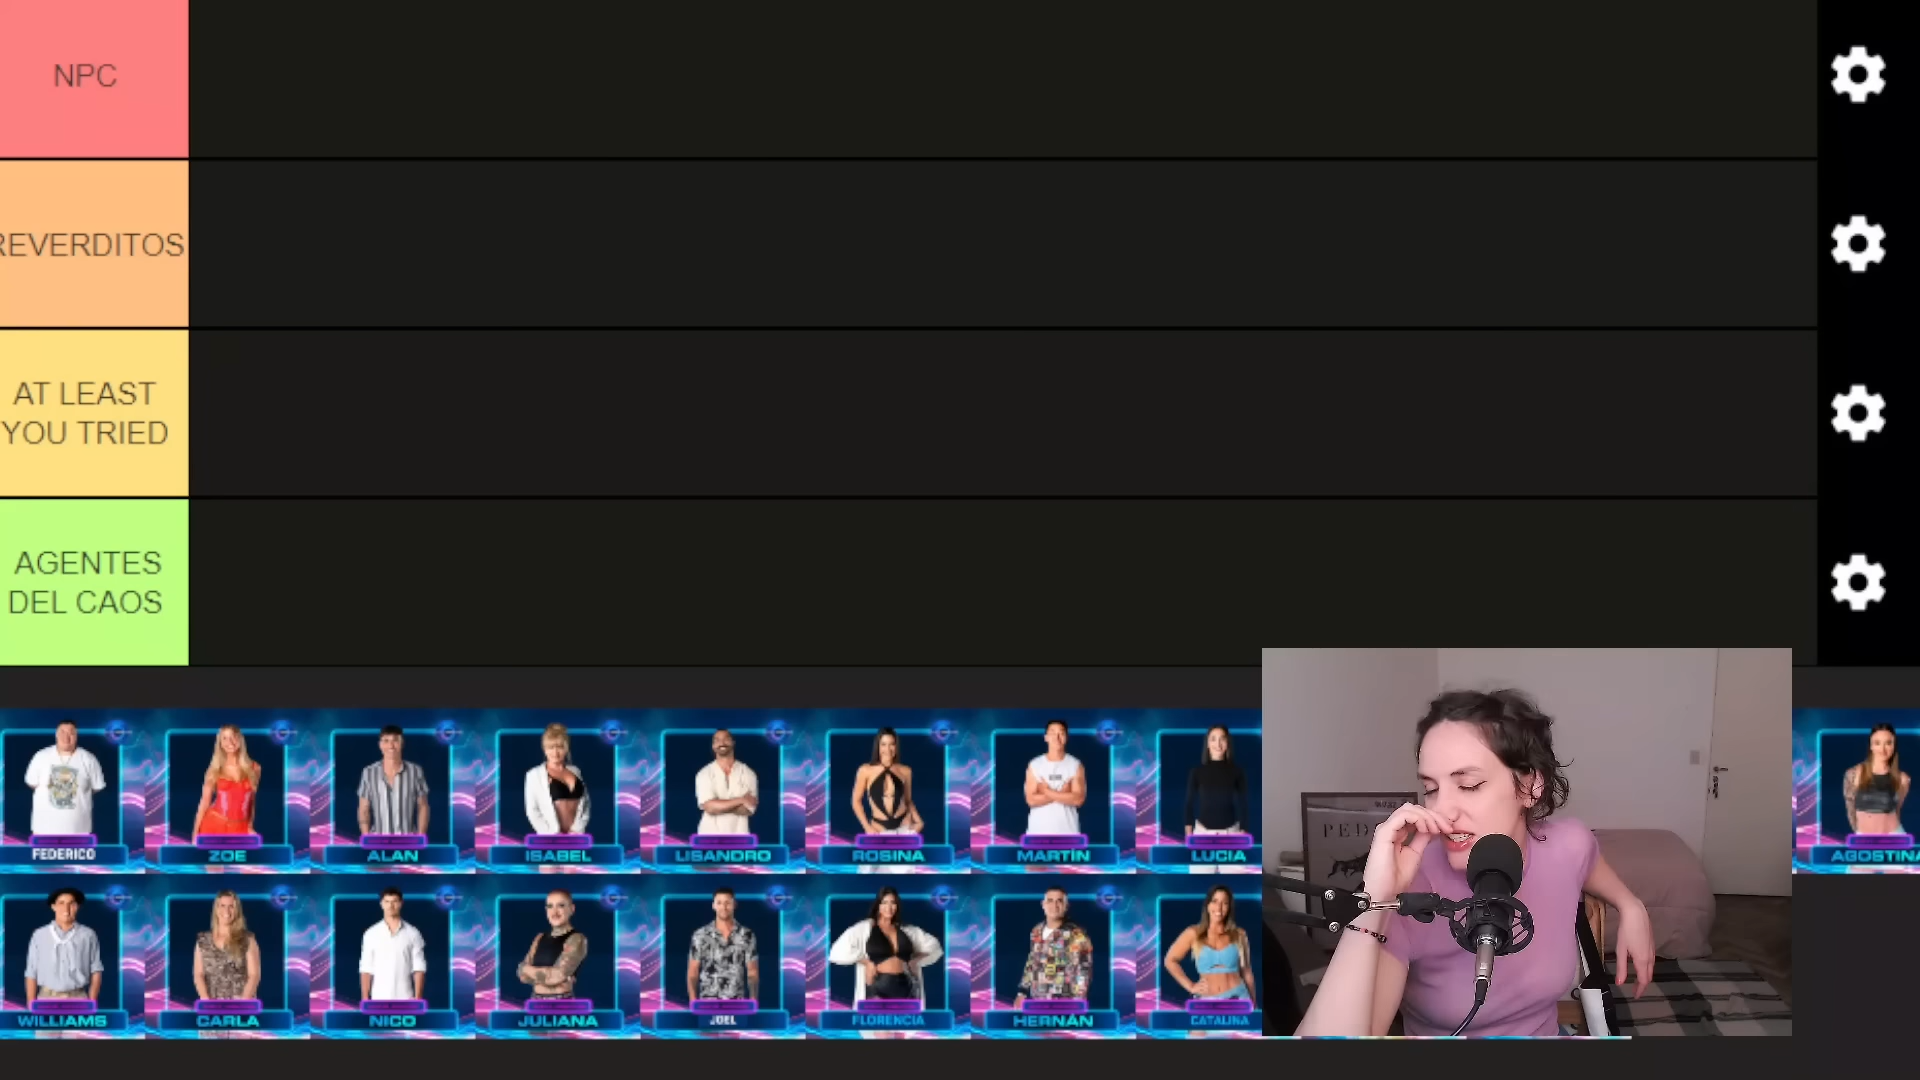 NPC
REVERDITOS
AT LEAST
YOU TRIED
AGENTES
DEL CAOS
FEDERICO
ZOE
ALAN
ISABEL
LISANDRO
ROSINA
MARTÍN
LUCIA
AGOSTINA
WILLIAMS
CARLA
NICO
JULIANA
JOEL
FLORENCIA
HERNÁN
CATALINA
PED